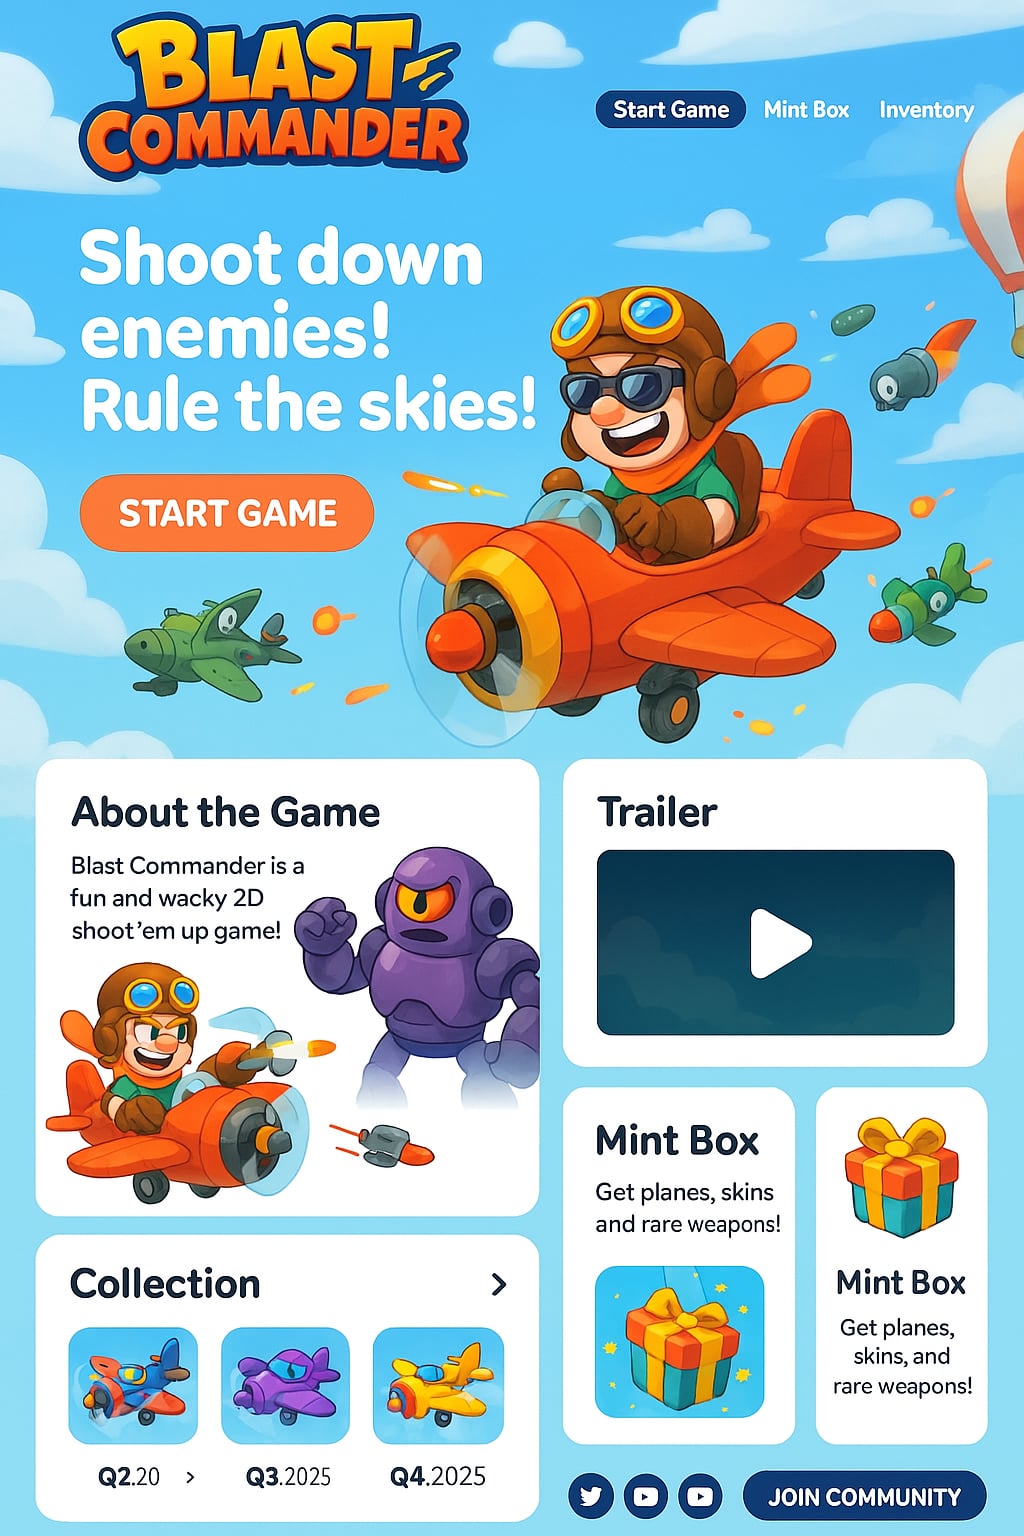 BLAST
COMMANDER
Start Game
Mint Box
Inventory
Shoot down
enemies!
Rule the skies!
START GAME
About the Game
Blast Commander is a
fun and wacky 2D
shoot'em up game!
Trailer
Mint Box
Get planes, skins
and rare weapons!
Mint Box
Get planes,
skins, and
rare weapons!
Collection
Q2.20
Q3.2025
Q4.2025
JOIN COMMUNITY